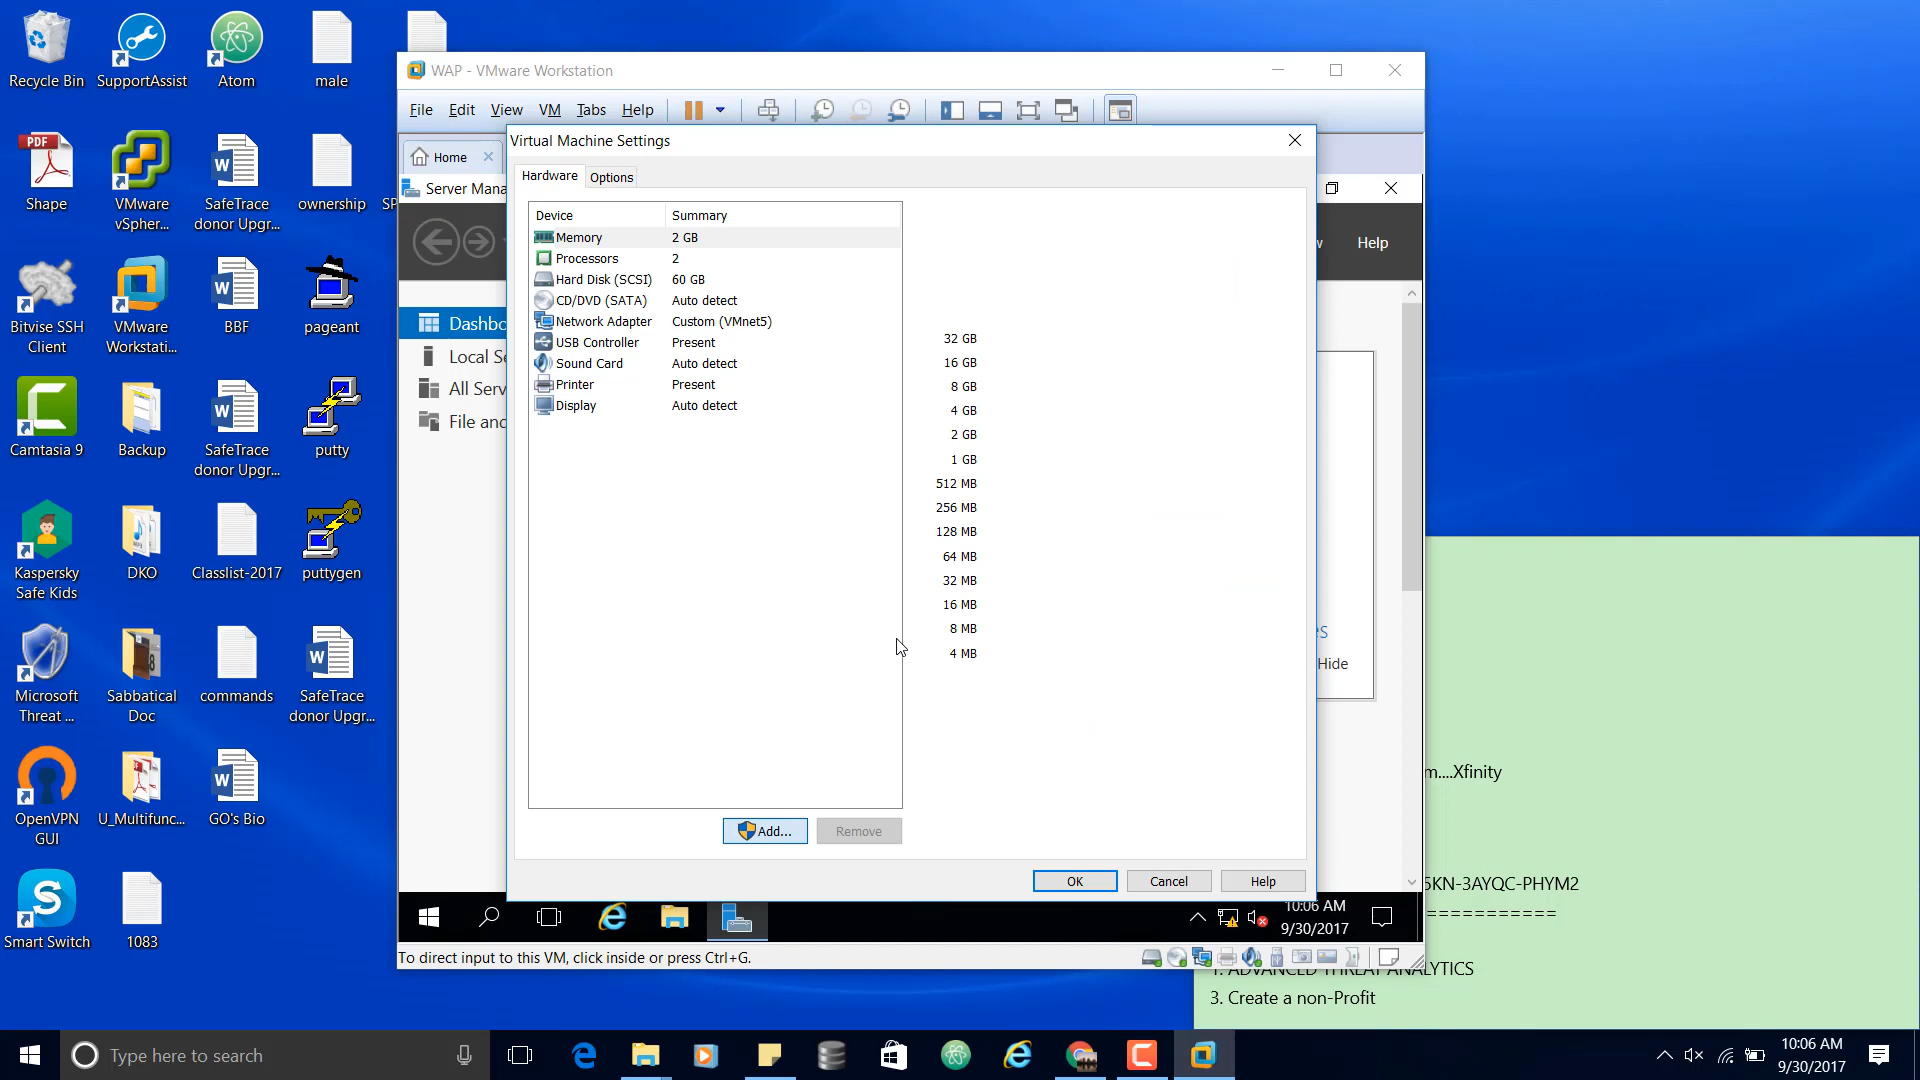 Recycle Bin
SupportAssist
Atom
male
Shape
VMware
vSpher...
SafeTrace
donor Upgr...
ownership
SP
Bitvise SSH
Client
VMware
Workstati...
BBF
pageant
Camtasia 9
Backup
SafeTrace
donor Upgr...
putty
Kaspersky
Safe Kids
DKO
Classlist-2017
puttygen
Microsoft
Threat ...
Sabbatical
Doc
commands
SafeTrace
donor Upgr...
OpenVPN
GUI
U_Multifunc...
GO's Bio
Smart Switch
1083
WAP - VMware Workstation
File Edit View VM Tabs Help
Home
Server Mana
Help
Dashbo
Local Se
All Serv
File anc
Hide
Virtual Machine Settings
Hardware Options
Device Summary
Memory 2 GB
Processors 2
Hard Disk (SCSI) 60 GB
CD/DVD (SATA) Auto detect
Network Adapter Custom (VMnet5)
USB Controller Present
Sound Card Auto detect
Printer Present
Display Auto detect
32 GB
16 GB
8 GB
4 GB
2 GB
1 GB
512 MB
256 MB
128 MB
64 MB
32 MB
16 MB
8 MB
4 MB
Add... Remove
OK Cancel Help
10:06 AM
9/30/2017
To direct input to this VM, click inside or press Ctrl+G.
m....Xfinity
5KN-3AYQC-PHYM2
===========
1. ADVANCED THREAT ANALYTICS
3. Create a non-Profit
Type here to search
10:06 AM
9/30/2017